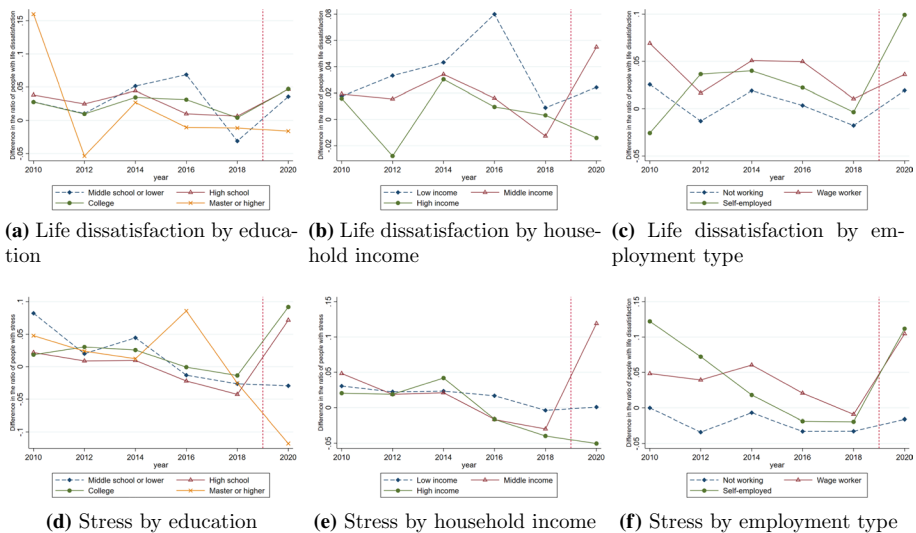 Difference in the ratio of people with life dissatisfaction
.15
.1
.05
0
-.05
2010 2012 2014 2016 2018 2020
year
Middle school or lower High school
College Master or higher
(a) Life dissatisfaction by educa-
tion
Difference in the ratio of people with life dissatisfaction
.08
.06
.04
.02
0
-.02
2010 2012 2014 2016 2018 2020
year
Low income Middle income
High income
(b) Life dissatisfaction by house-
hold income
Difference in the ratio of people with life dissatisfaction
.1
.05
0
-.05
2010 2012 2014 2016 2018 2020
year
Not working Wage worker
Self-employed
(c) Life dissatisfaction by em-
ployment type
Difference in the ratio of people with stress
.1
.05
0
-.05
-.1
2010 2012 2014 2016 2018 2020
year
Middle school or lower High school
College Master or higher
(d) Stress by education
Difference in the ratio of people with stress
.15
.1
.05
0
-.05
2010 2012 2014 2016 2018 2020
year
Low income Middle income
High income
(e) Stress by household income
Difference in the ratio of people with life dissatisfaction
.15
.1
.05
0
-.05
2010 2012 2014 2016 2018 2020
year
Not working Wage worker
Self-employed
(f) Stress by employment type